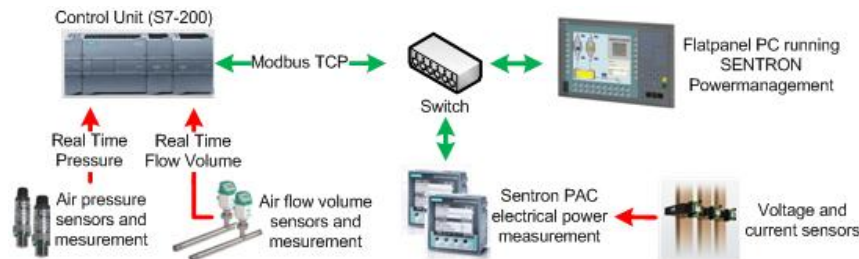 Control Unit (S7-200)
Modbus TCP
Switch
Flatpanel PC running
SENTRON
Powermanagement
Real Time
Pressure
Real Time
Flow Volume
Air pressure
sensors and
mesurement
Air flow volume
sensors and
mesurement
Sentron PAC
electrical power
measurement
Voltage and
current sensors